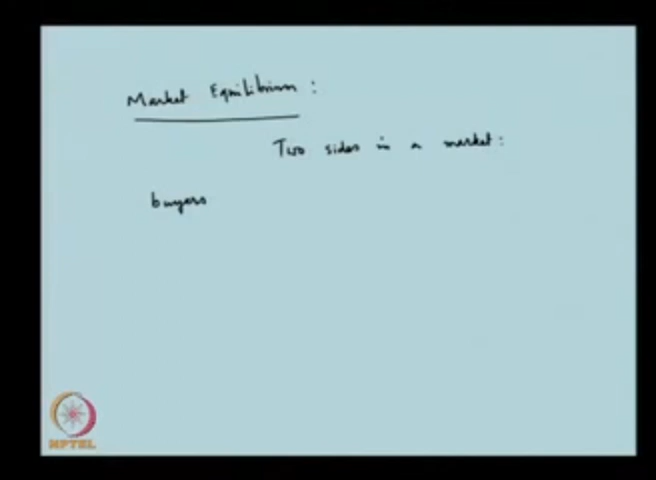 Market Equilibrium :
Two sides in a market :
buyers
NPTEL